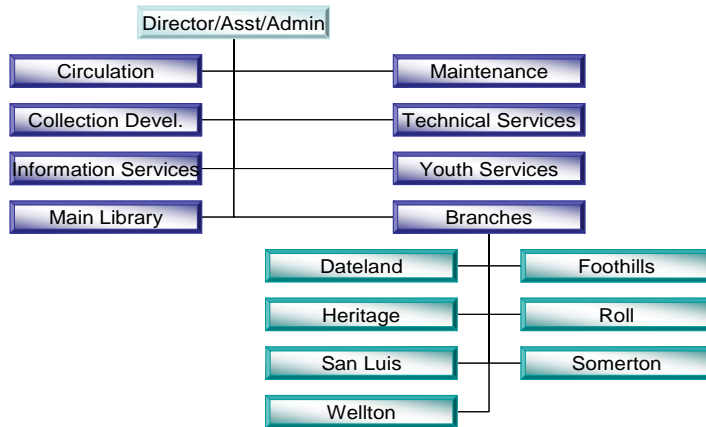 Director/Asst/Admin
Circulation
Maintenance
Collection Devel.
Technical Services
Information Services
Youth Services
Main Library
Branches
Dateland
Foothills
Heritage
Roll
San Luis
Somerton
Wellton